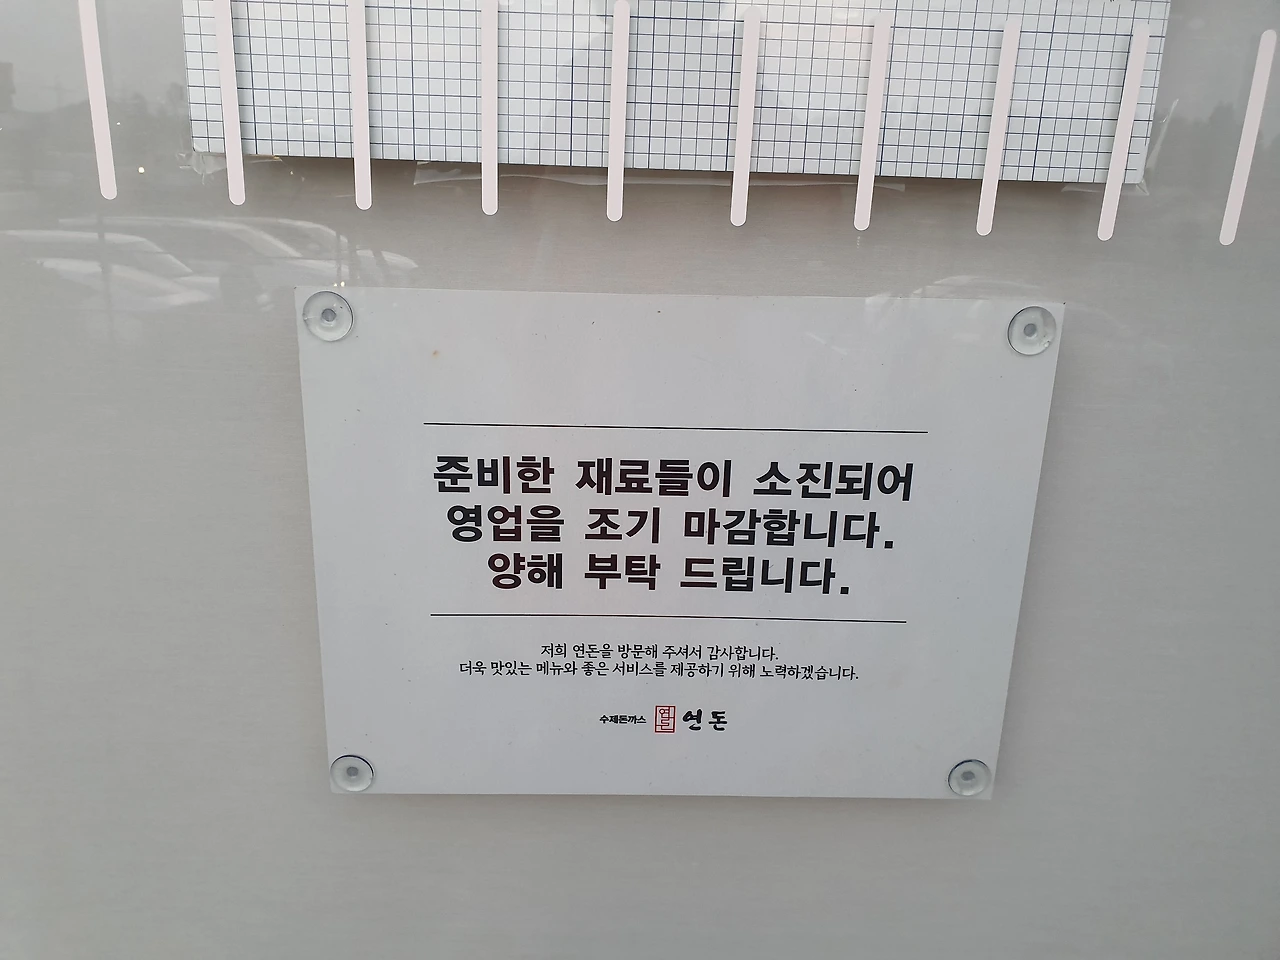 준비한 재료들이 소진되어
영업을 조기 마감합니다.
양해 부탁 드립니다.
저희 연돈을 방문해 주셔서 감사합니다.
더욱 맛있는 메뉴와 좋은 서비스를 제공하기 위해 노력하겠습니다.
수제돈까스 연돈 연돈